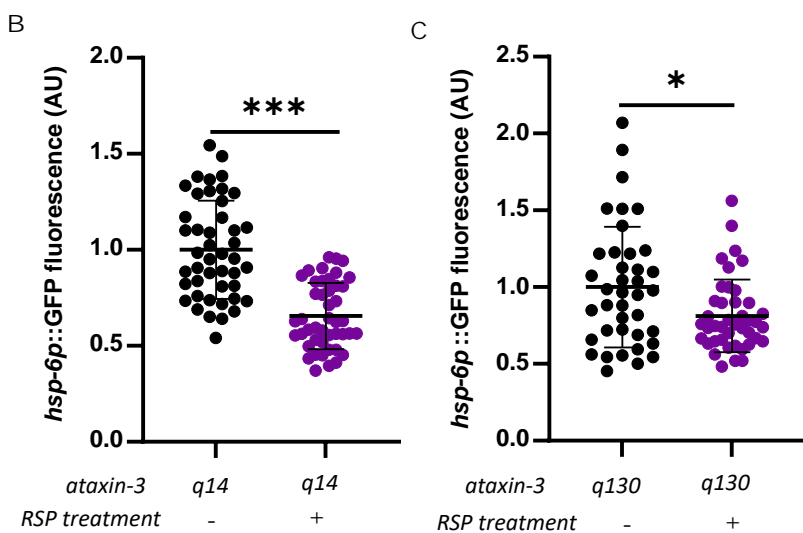 B
hsp-6p::GFP fluorescence (AU)
2.0
1.5
1.0
0.5
0.0
***
ataxin-3 q14 q14
RSP treatment - +
C
hsp-6p ::GFP fluorescence (AU)
2.5
2.0
1.5
1.0
0.5
0.0
*
ataxin-3 q130 q130
RSP treatment - +